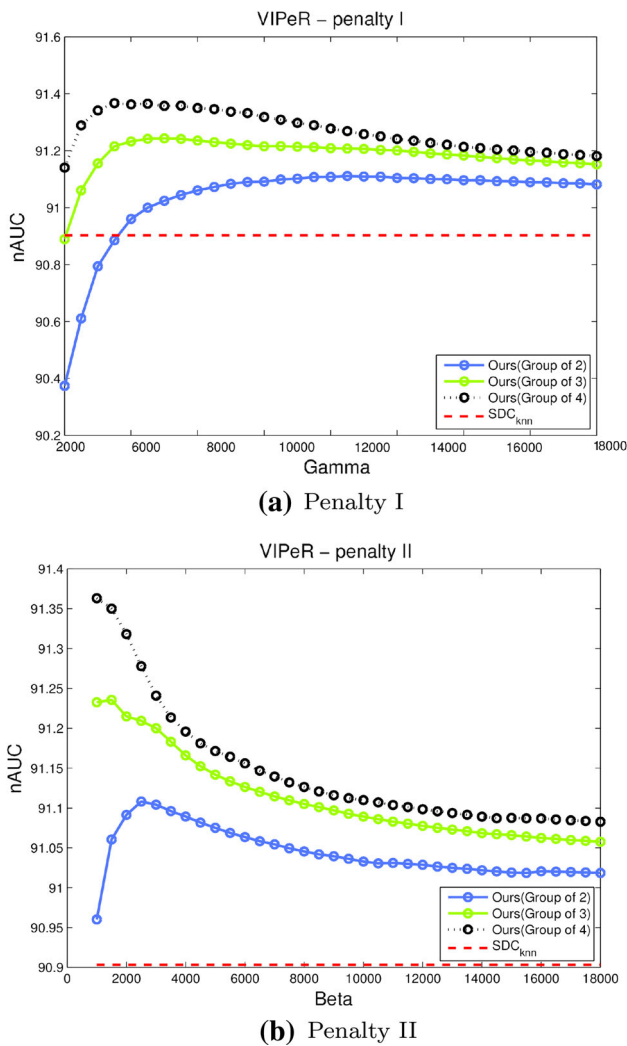 VIPeR – penalty I
91.6
91.4
91.2
91
90.8
90.6
90.4
90.2
nAUC
Ours(Group of 2)
Ours(Group of 3)
Ours(Group of 4)
SDCknn
2000 4000 6000 8000 10000 12000 14000 16000 18000
Gamma
(a) Penalty I
VIPeR – penalty II
91.4
91.35
91.3
91.25
91.2
91.15
91.1
91.05
91
90.95
90.9
nAUC
Ours(Group of 2)
Ours(Group of 3)
Ours(Group of 4)
SDCknn
0 2000 4000 6000 8000 10000 12000 14000 16000 18000
Beta
(b) Penalty II